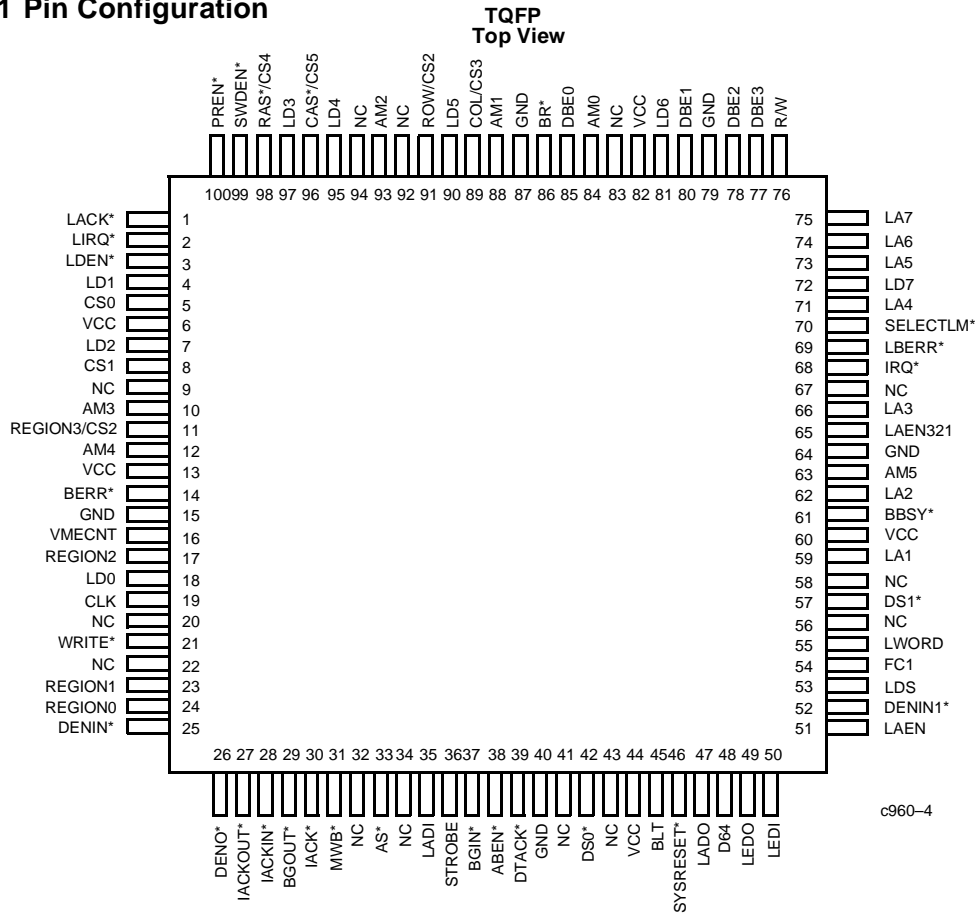 1 Pin Configuration
TQFP
Top View
PREN*
SWDEN*
RAS*/CS4
LD3
CAS*/CS5
LD4
NC
AM2
NC
ROW/CS2
LD5
COL/CS3
AM1
GND
BR*
DBE0
AM0
NC
VCC
LD6
DBE1
GND
DBE2
DBE3
R/W
100 99 98 97 96 95 94 93 92 91 90 89 88 87 86 85 84 83 82 81 80 79 78 77 76
LACK* 1 75 LA7
LIRQ* 2 74 LA6
LDEN* 3 73 LA5
LD1 4 72 LD7
CS0 5 71 LA4
VCC 6 70 SELECTLM*
LD2 7 69 LBERR*
CS1 8 68 IRQ*
NC 9 67 NC
AM3 10 66 LA3
REGION3/CS2 11 65 LAEN321
AM4 12 64 GND
VCC 13 63 AM5
BERR* 14 62 LA2
GND 15 61 BBSY*
VMECNT 16 60 VCC
REGION2 17 59 LA1
LD0 18 58 NC
CLK 19 57 DS1*
NC 20 56 NC
WRITE* 21 55 LWORD
NC 22 54 FC1
REGION1 23 53 LDS
REGION0 24 52 DENIN1*
DENIN* 25 51 LAEN
26 27 28 29 30 31 32 33 34 35 36 37 38 39 40 41 42 43 44 45 46 47 48 49 50
DENO*
IACKOUT*
IACKIN*
BGOUT*
IACK*
MWB*
NC
AS*
NC
LADI
STROBE
BGIN*
ABEN*
DTACK*
GND
NC
DS0*
NC
VCC
BLT
SYSRESET*
LADO
D64
LEDO
LEDI
c960–4